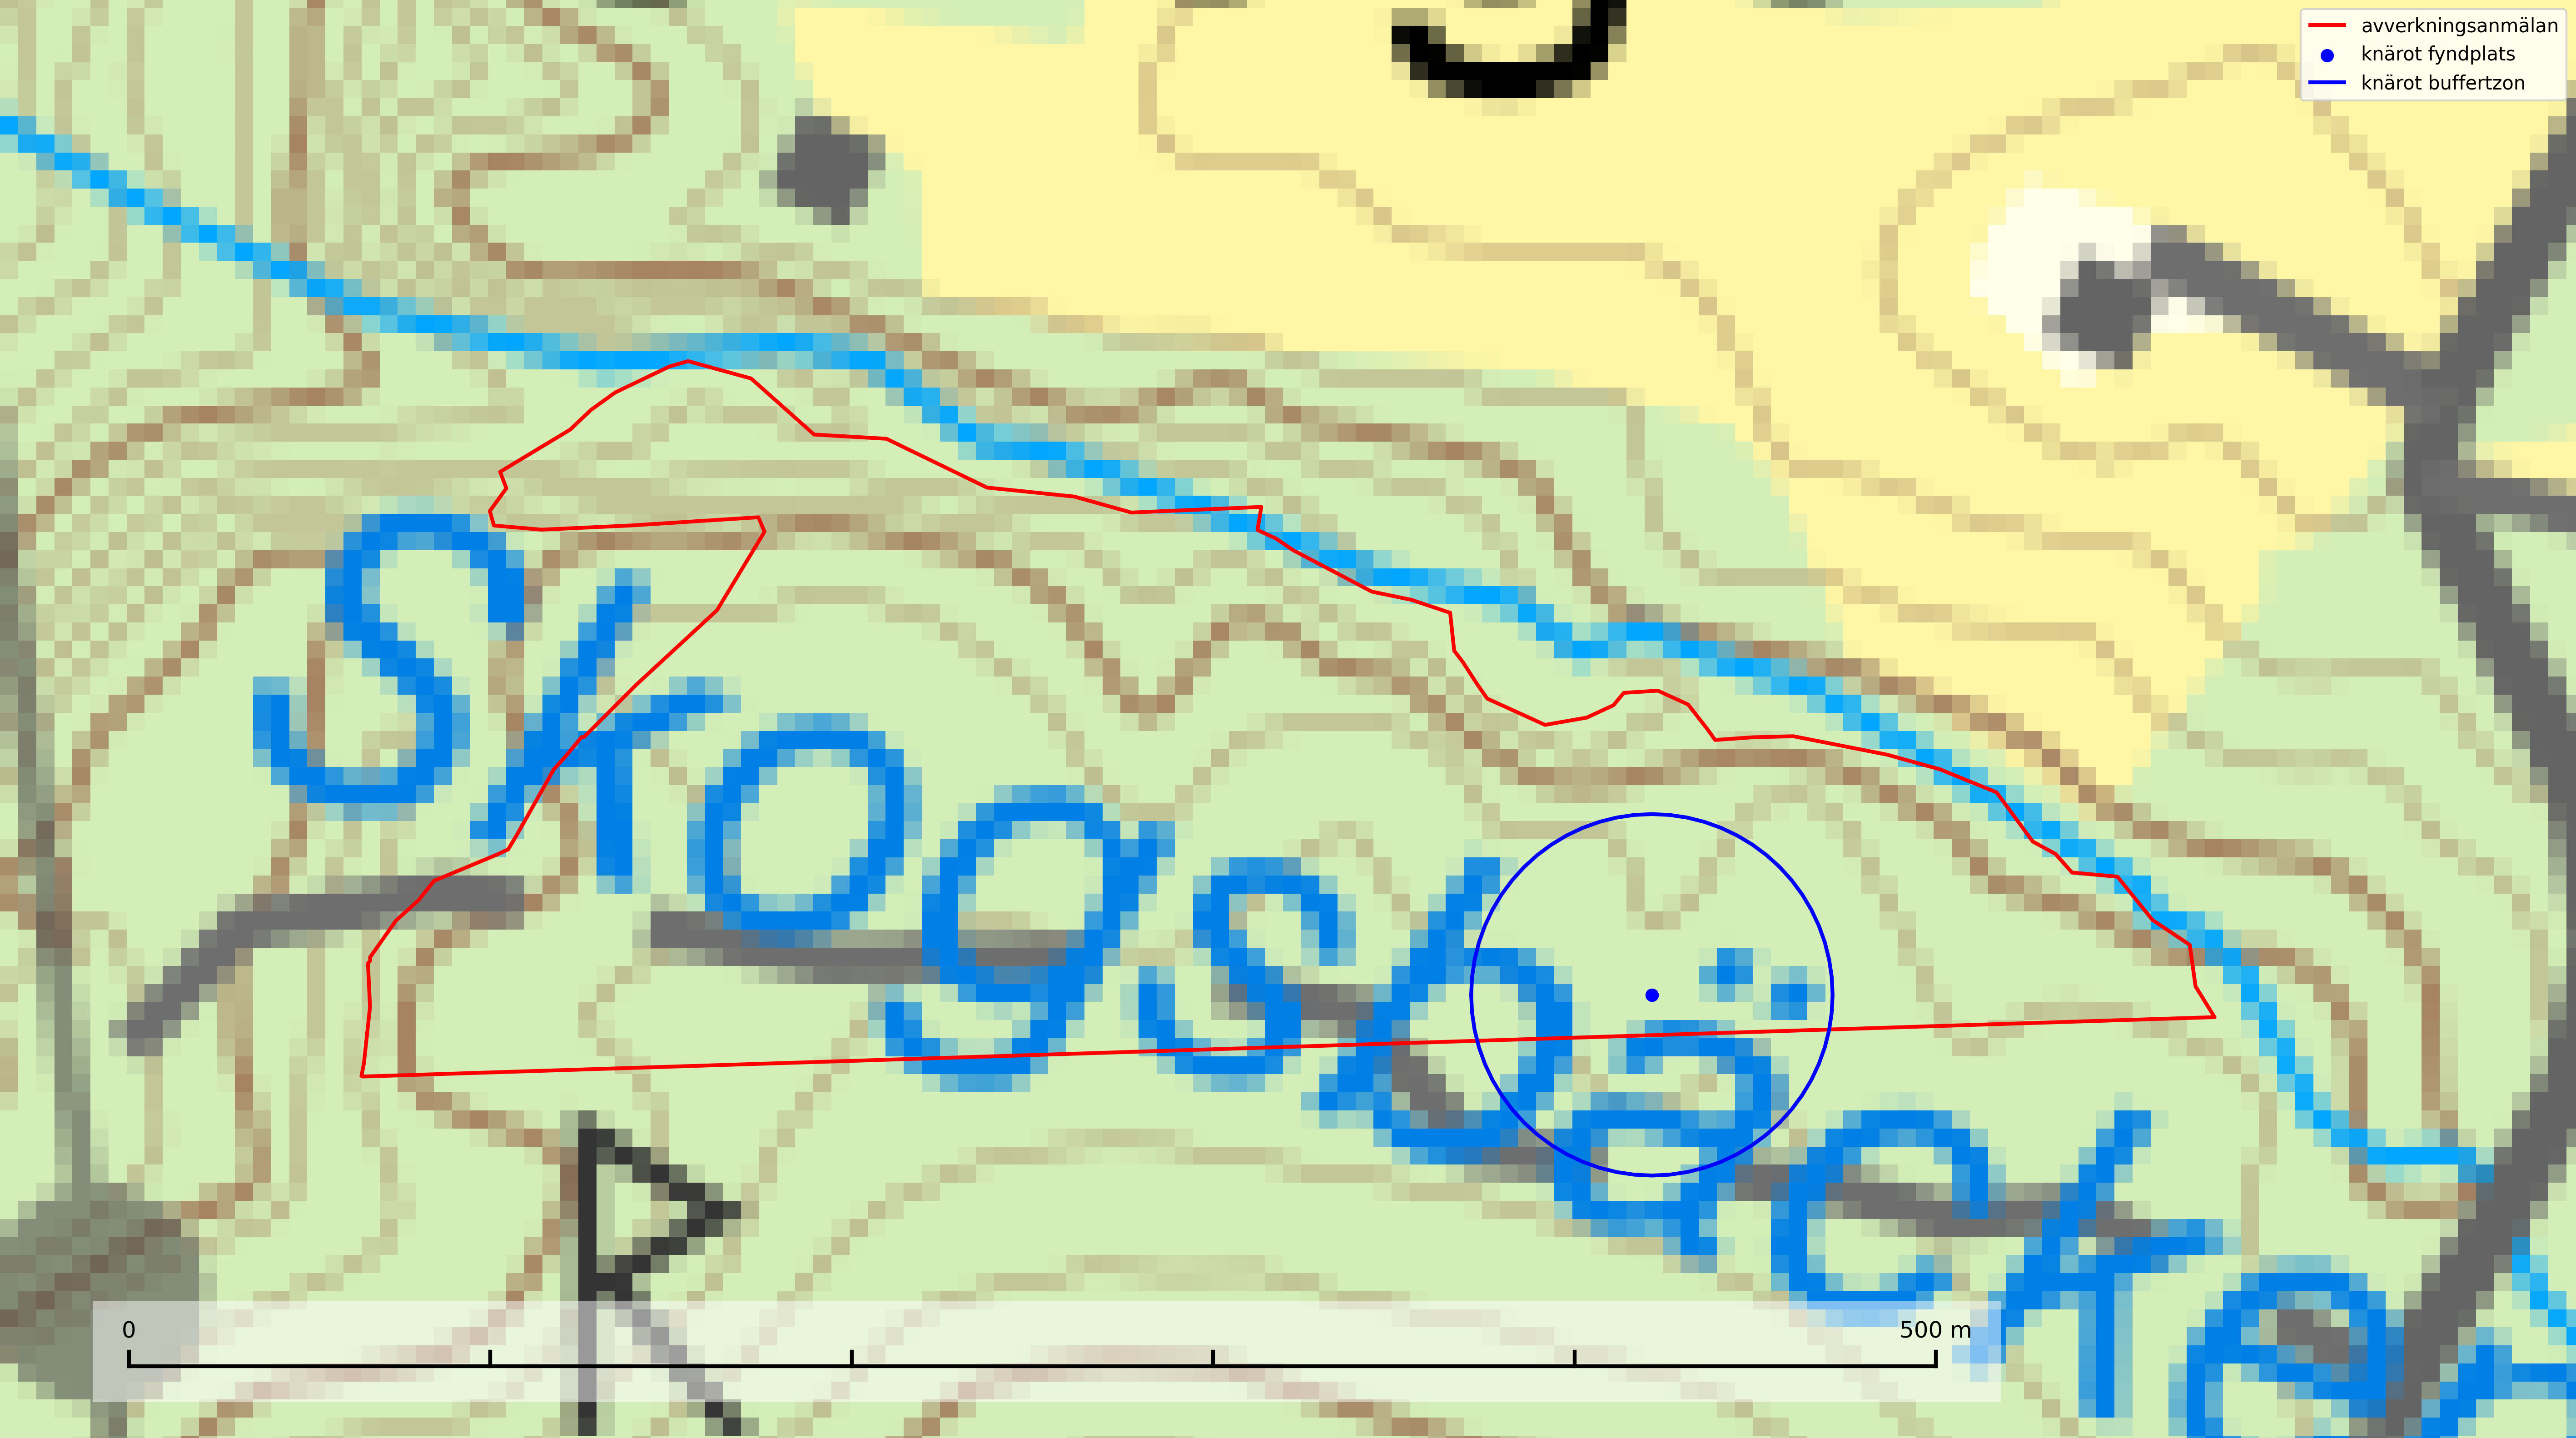 avverkningsanmälan
knärot fyndplats
knärot buffertzon
Skogsbäcken
R
0 500 m